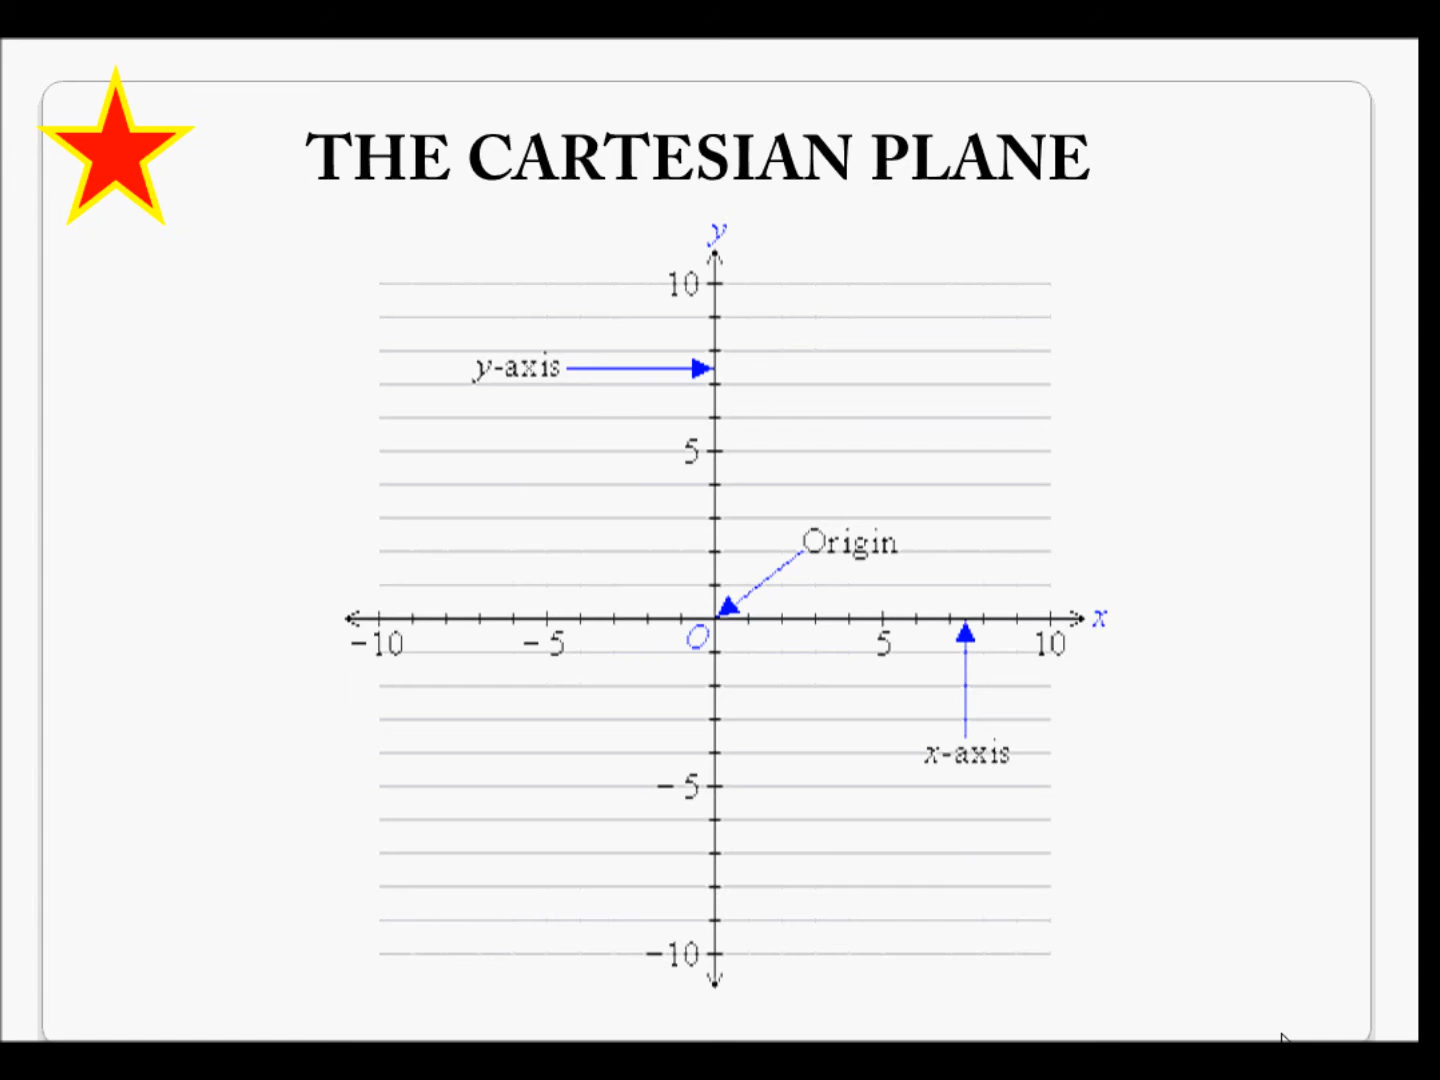 THE CARTESIAN PLANE
y
10
y-axis
5
Origin
x
−10
− 5
O
5
10
x-axis
− 5
−10